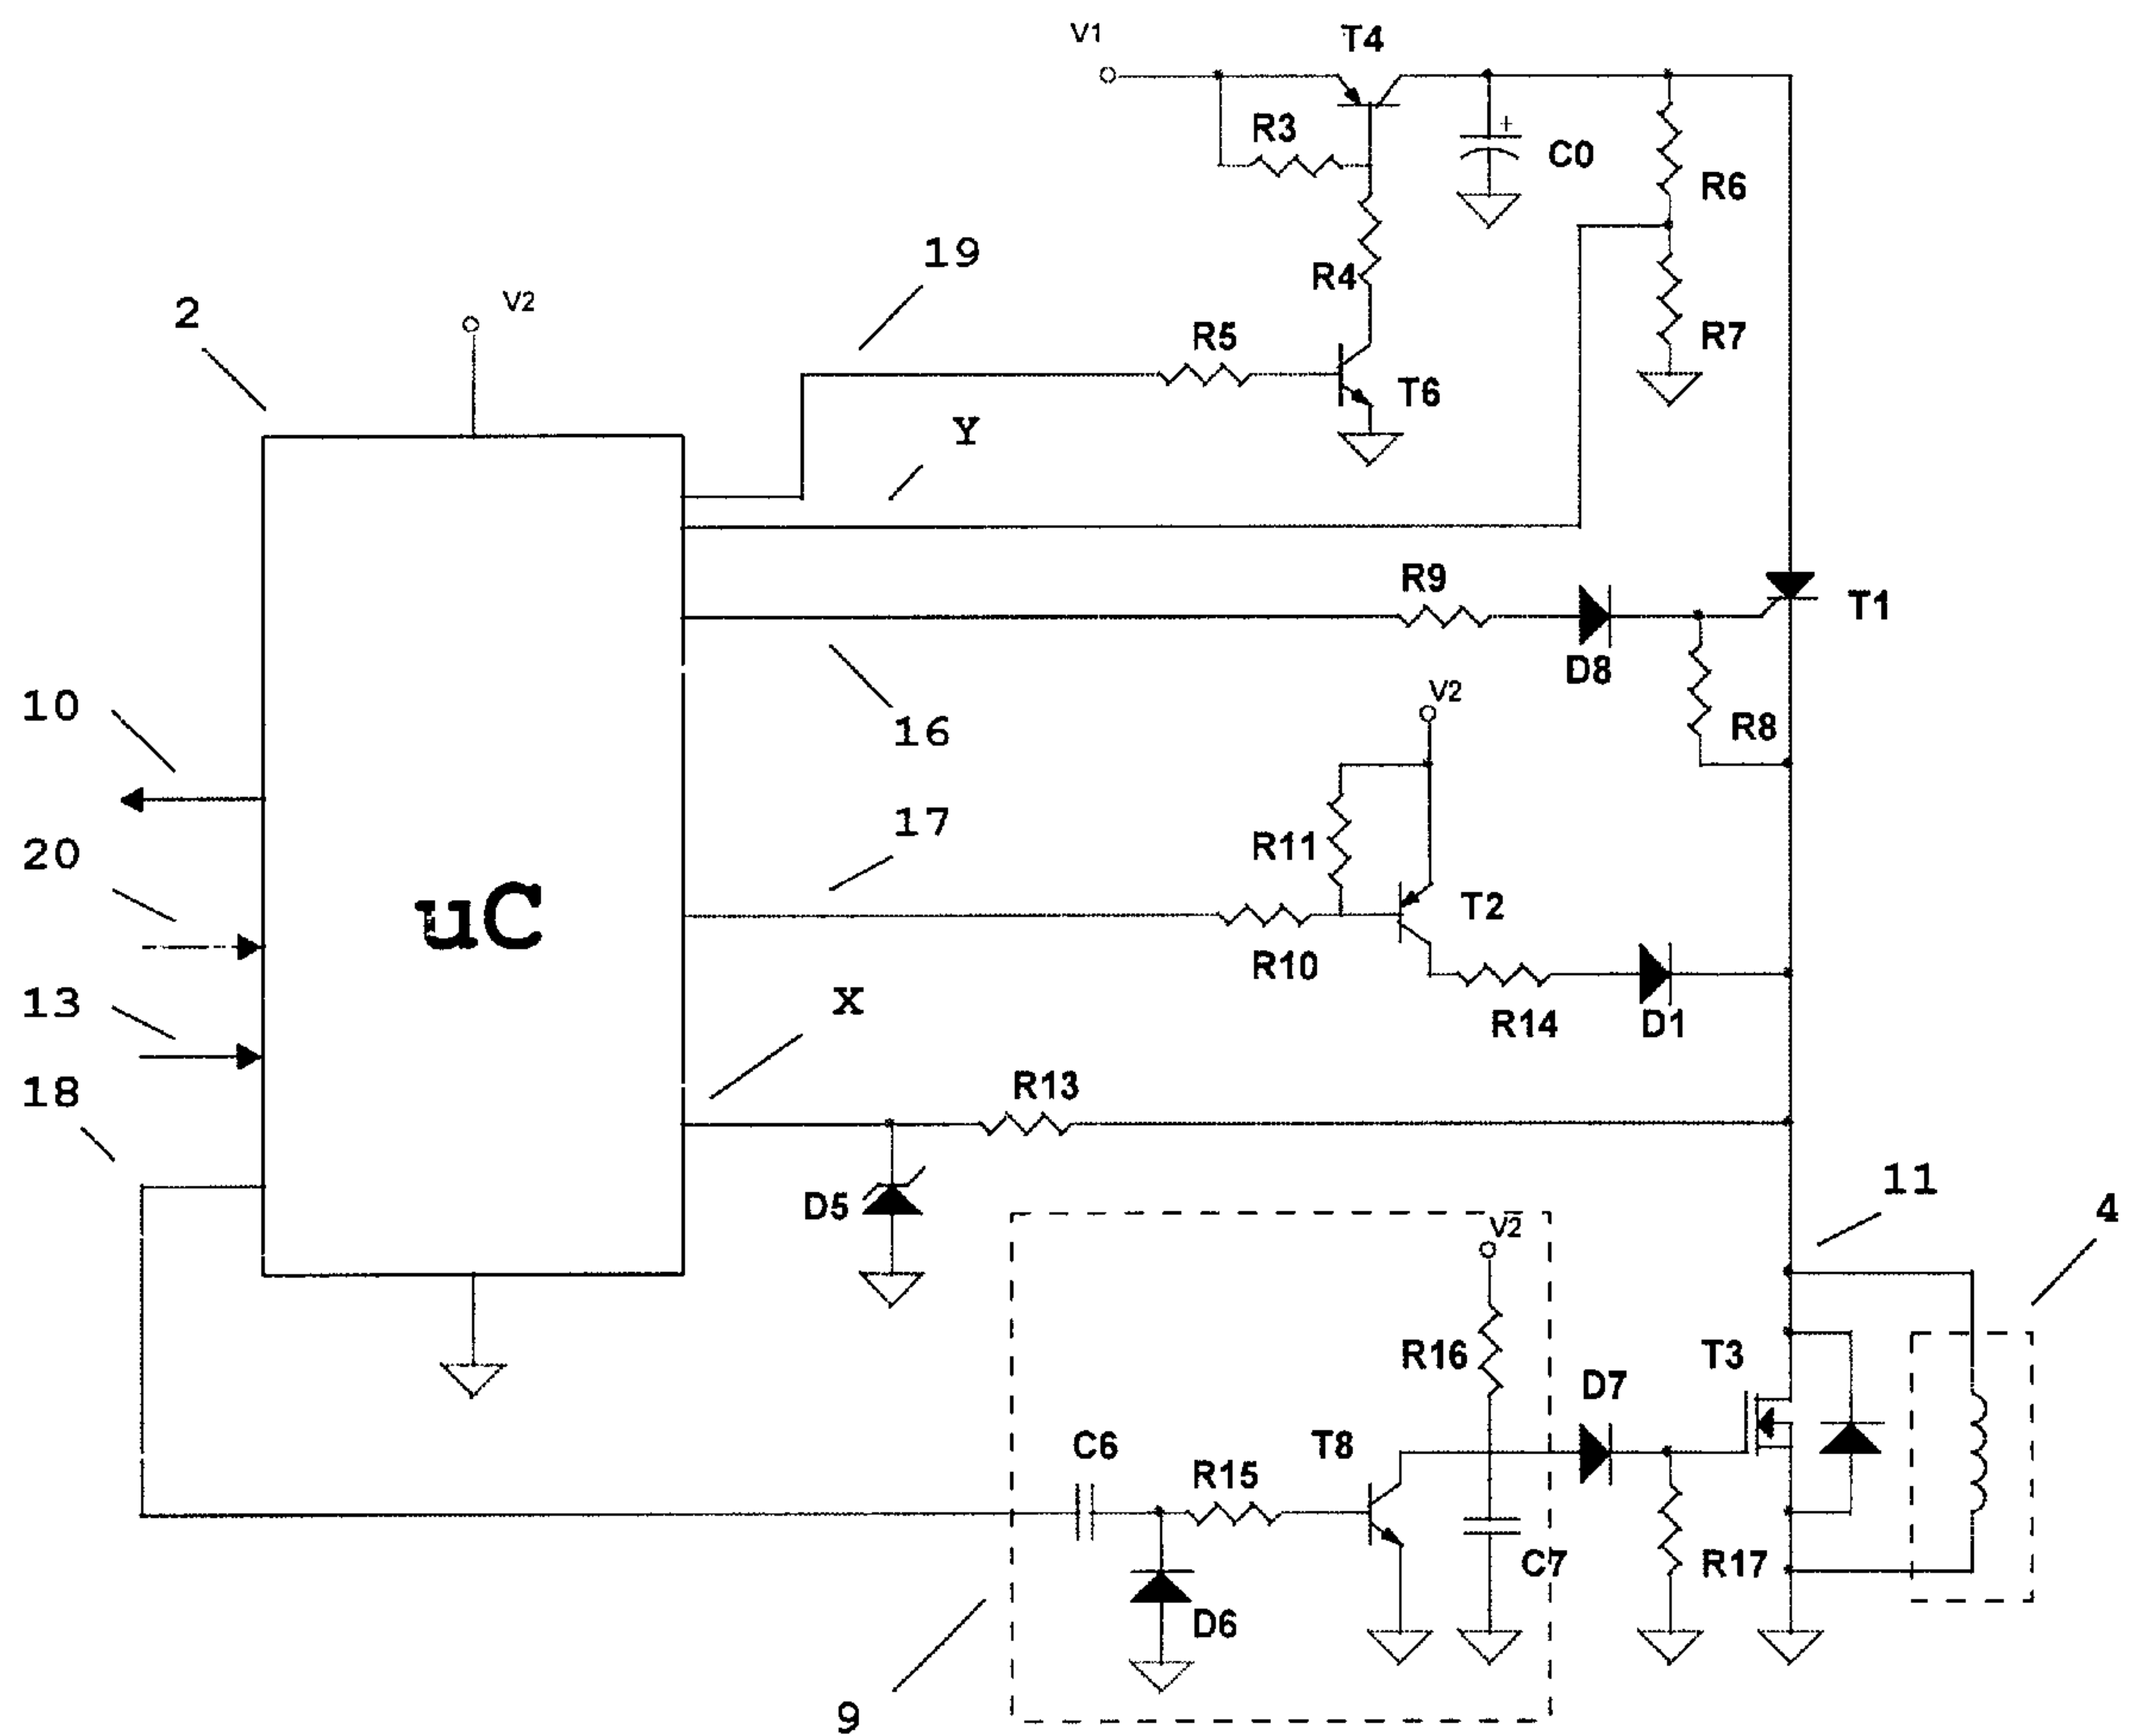 V1
T4
+
R3
C0
R6
19
R4
2
V2
R5
R7
T6
Y
R9
T1
D8
V2
10
16
R8
17
R11
20
uC
T2
R10
13
X
R14
D1
18
R13
11
D5
4
V2
R16
T3
D7
C6
T8
R15
C7
R17
D6
9